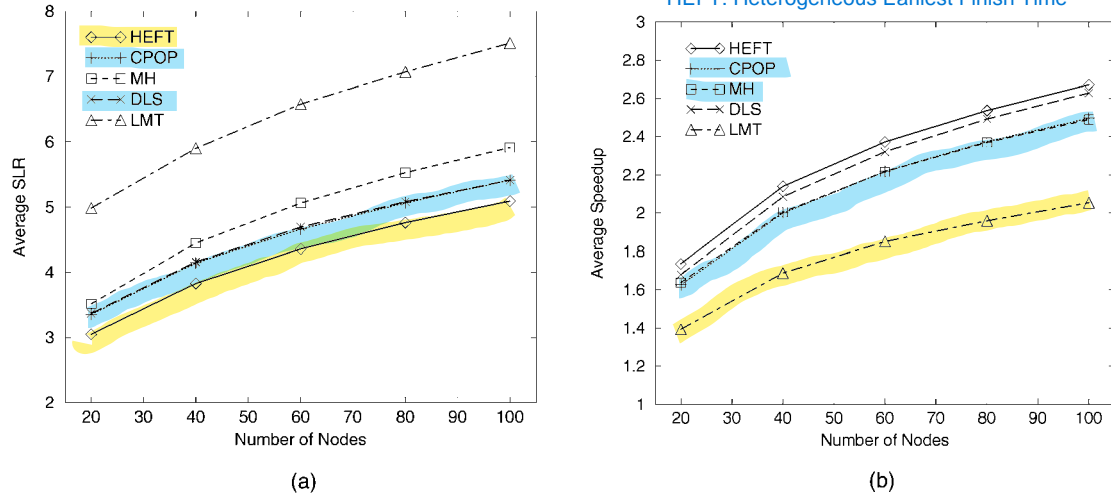 HEFT: Heterogeneous Earliest Finish Time
8
7
6
5
4
3
2
Average SLR
HEFT
CPOP
MH
DLS
LMT
20 30 40 50 60 70 80 90 100
Number of Nodes
(a)
3
2.8
2.6
2.4
2.2
2
1.8
1.6
1.4
1.2
1
Average Speedup
HEFT
CPOP
MH
DLS
LMT
20 30 40 50 60 70 80 90 100
Number of Nodes
(b)